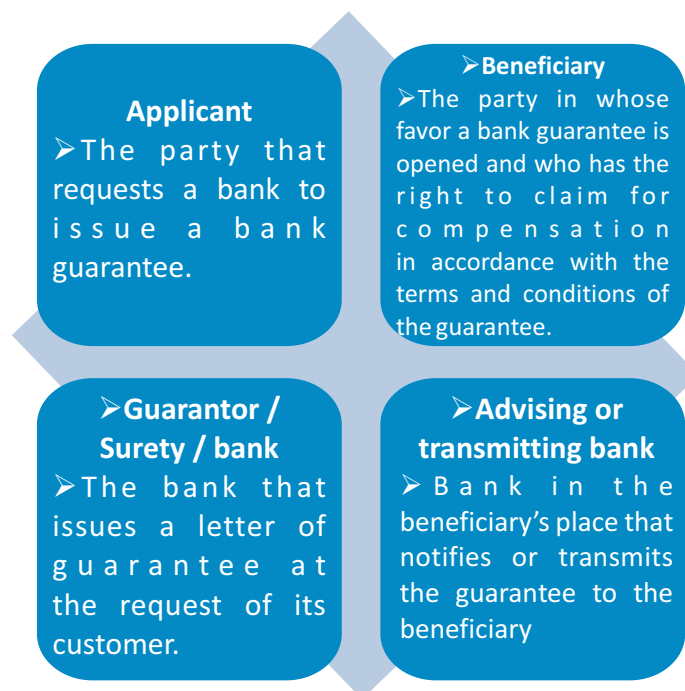 Applicant
➢The party that
requests a bank to
issue a bank
guarantee.
➢Beneficiary
➢The party in whose
favor a bank guarantee is
opened and who has the
right to claim for
compensation
in accordance with the
terms and conditions of
the guarantee.
➢Guarantor /
Surety / bank
➢The bank that
issues a letter of
guarantee at
the request of its
customer.
➢Advising or
transmitting bank
➢ Bank in the
beneficiary’s place that
notifies or transmits
the guarantee to the
beneficiary